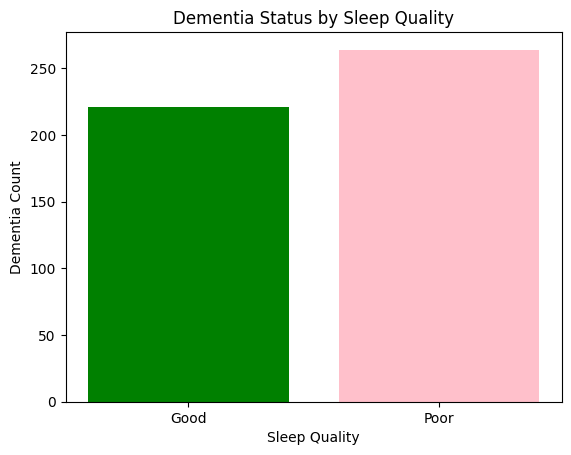 Dementia Status by Sleep Quality
Dementia Count
250
200
150
100
50
0
Good Poor
Sleep Quality